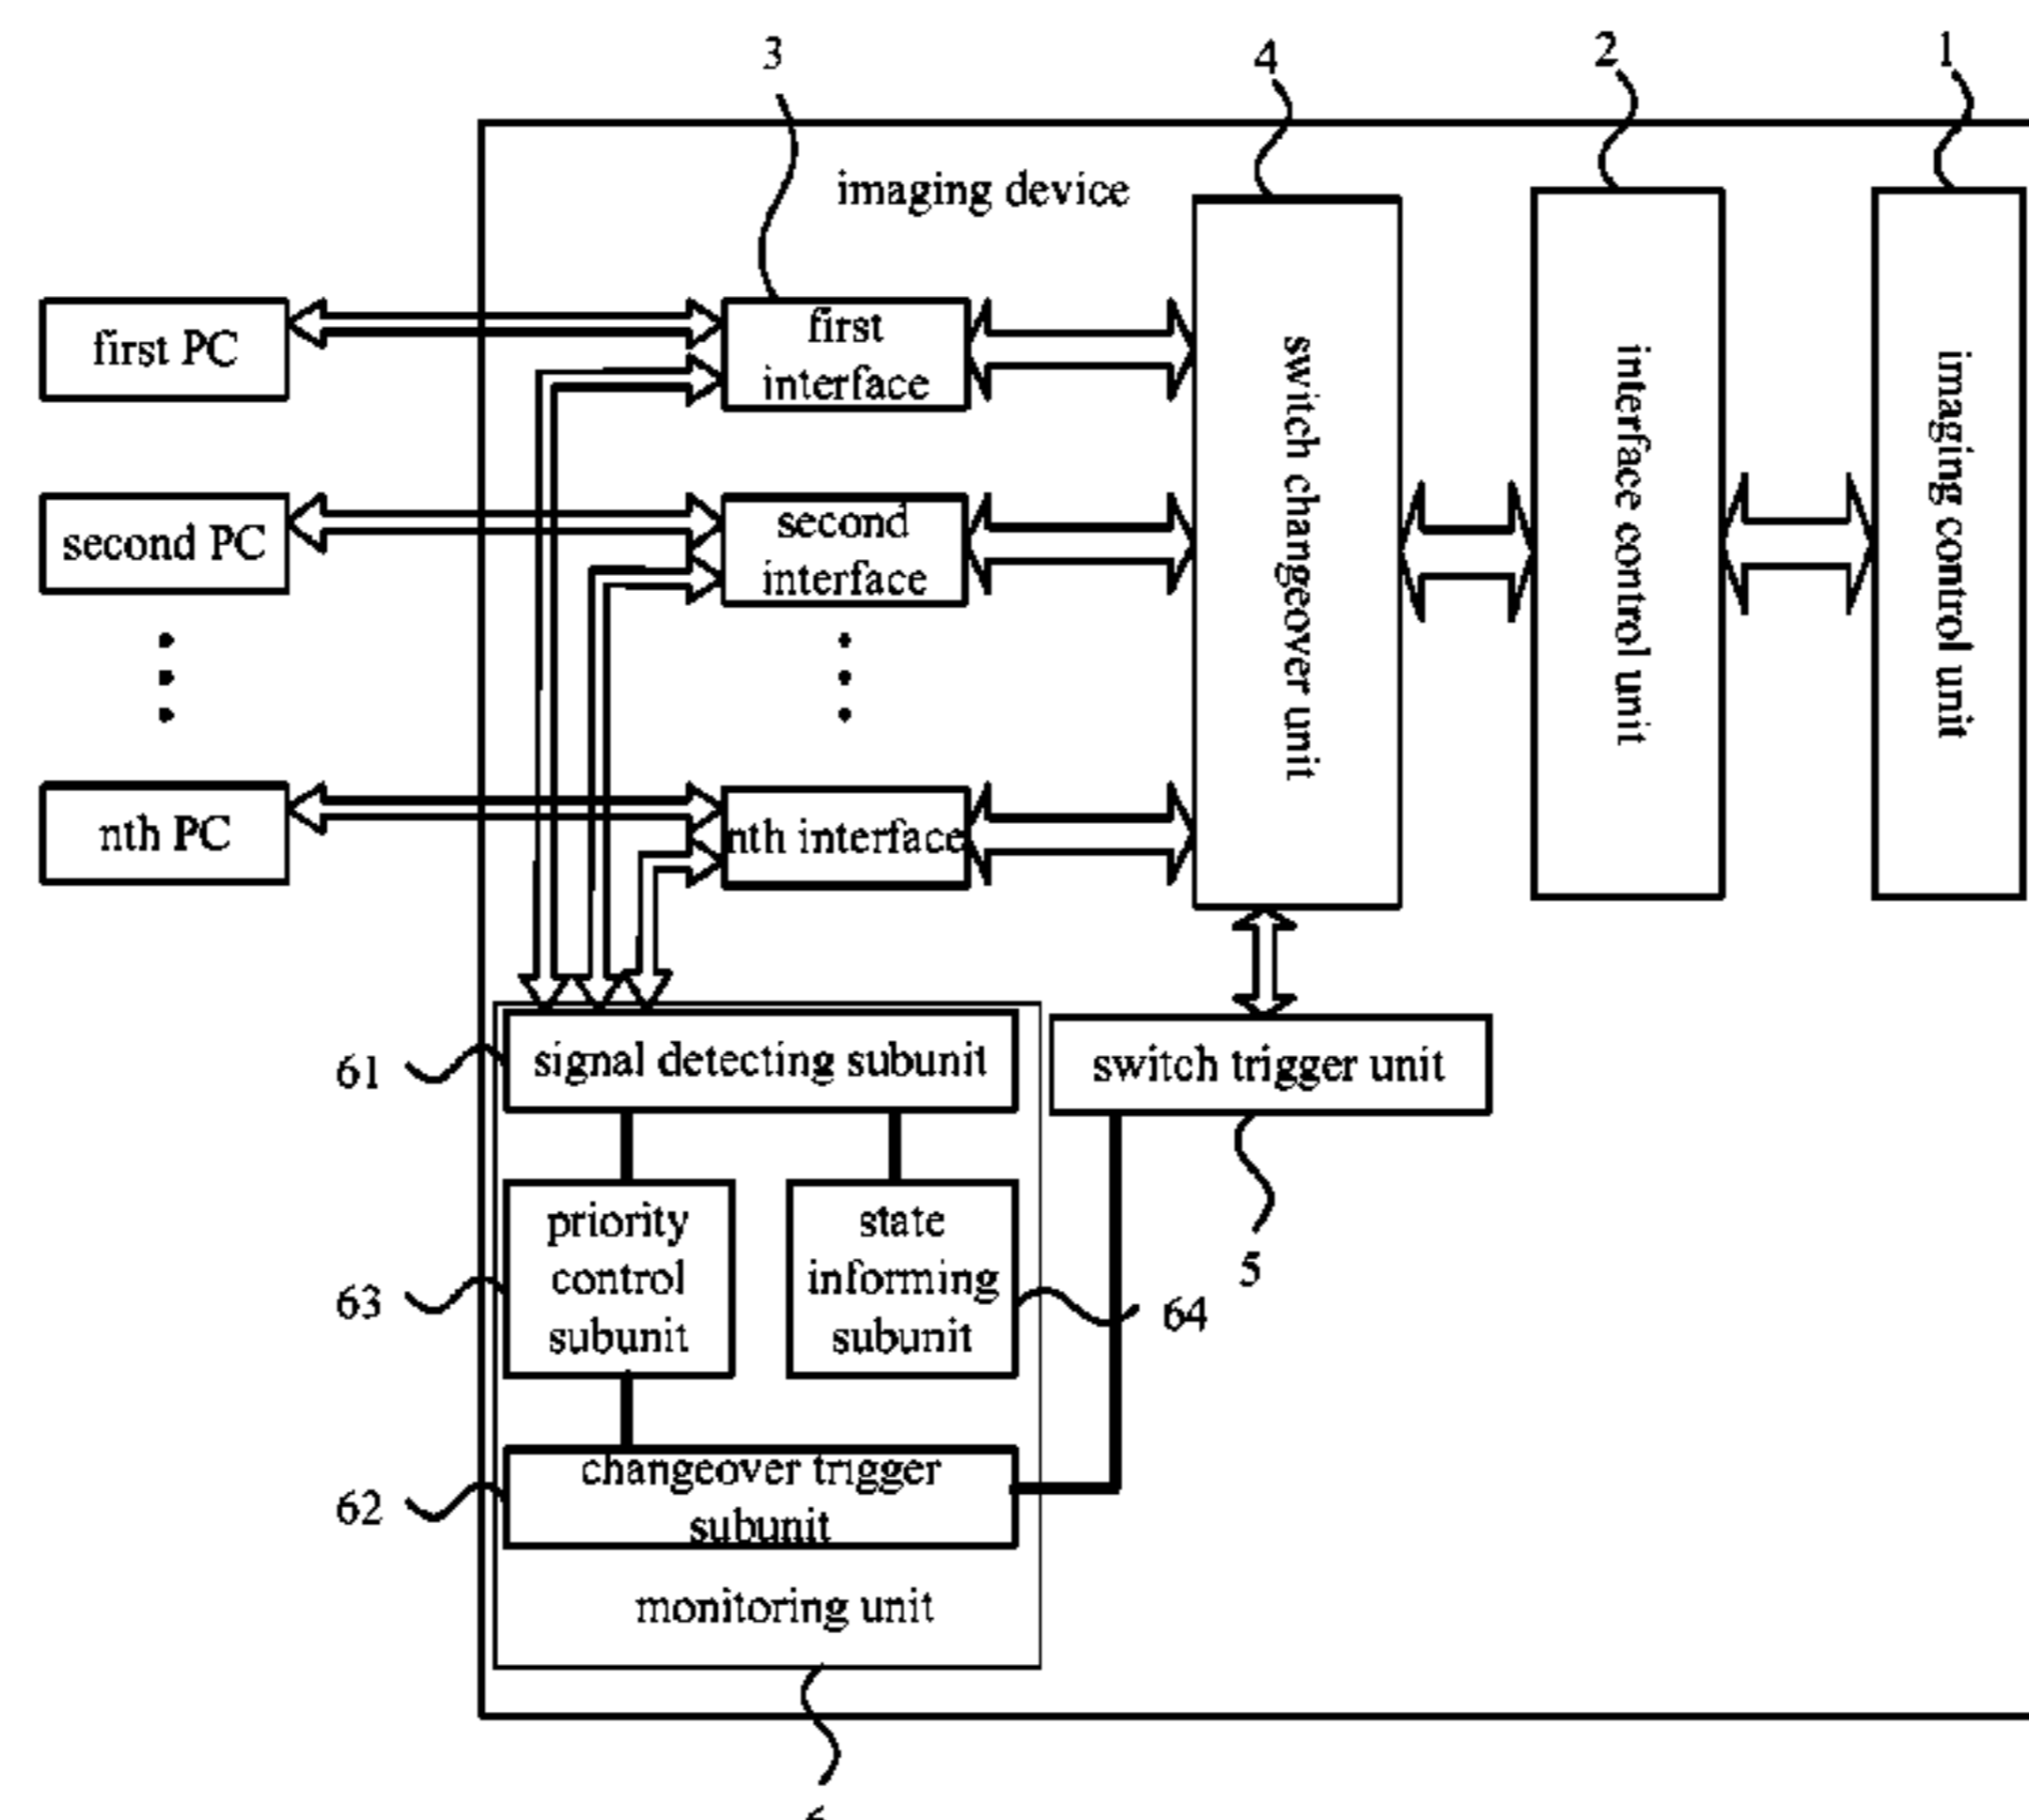 3
4
2
1
imaging device
first PC
first
interface
second PC
second
interface
nth PC
nth interface
switch changeover unit
interface control unit
imaging control unit
61
signal detecting subunit
switch trigger unit
5
63
priority
control
subunit
state
informing
subunit
64
62
changeover trigger
subunit
monitoring unit
6